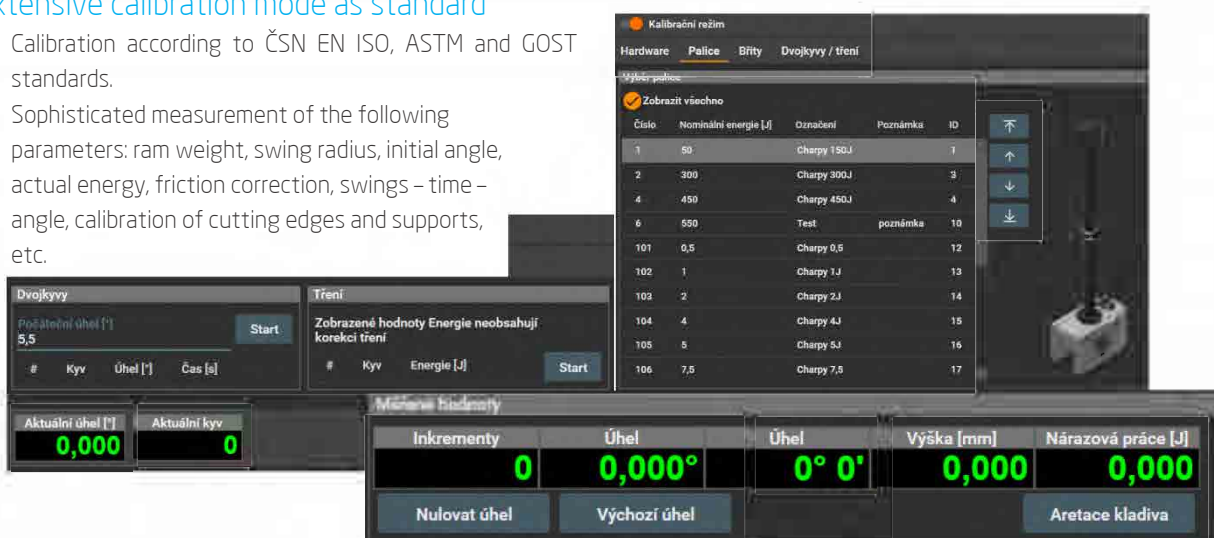 xtensive calibration mode as standard
Calibration according to ČSN EN ISO, ASTM and GOST
standards.
Sophisticated measurement of the following
parameters: ram weight, swing radius, initial angle,
actual energy, friction correction, swings – time –
angle, calibration of cutting edges and supports,
etc.
Kalibrační režim
Hardware Palice Břity Dvojkyvy / tření
Výběr palice
Zobrazit všechno
Číslo Nominální energie [J] Označení Poznámka ID
1 50 Charpy 150J 1
2 300 Charpy 300J 3
4 450 Charpy 450J 4
6 550 Test poznámka 10
101 0,5 Charpy 0,5 12
102 1 Charpy 1J 13
103 2 Charpy 2J 14
104 4 Charpy 4J 15
105 5 Charpy 5J 16
106 7,5 Charpy 7,5 17
Dvojkyvy
Počáteční úhel [°]
5,5
Start
# Kyv Úhel [°] Čas [s]
Tření
Zobrazené hodnoty Energie neobsahují
korekci tření
# Kyv Energie [J] Start
Aktuální úhel [°] Aktuální kyv
0,000 0
Měřené hodnoty
Inkrementy Úhel Úhel Výška [mm] Nárazová práce [J]
0 0,000° 0° 0' 0,000 0,000
Nulovat úhel Výchozí úhel Aretace kladiva